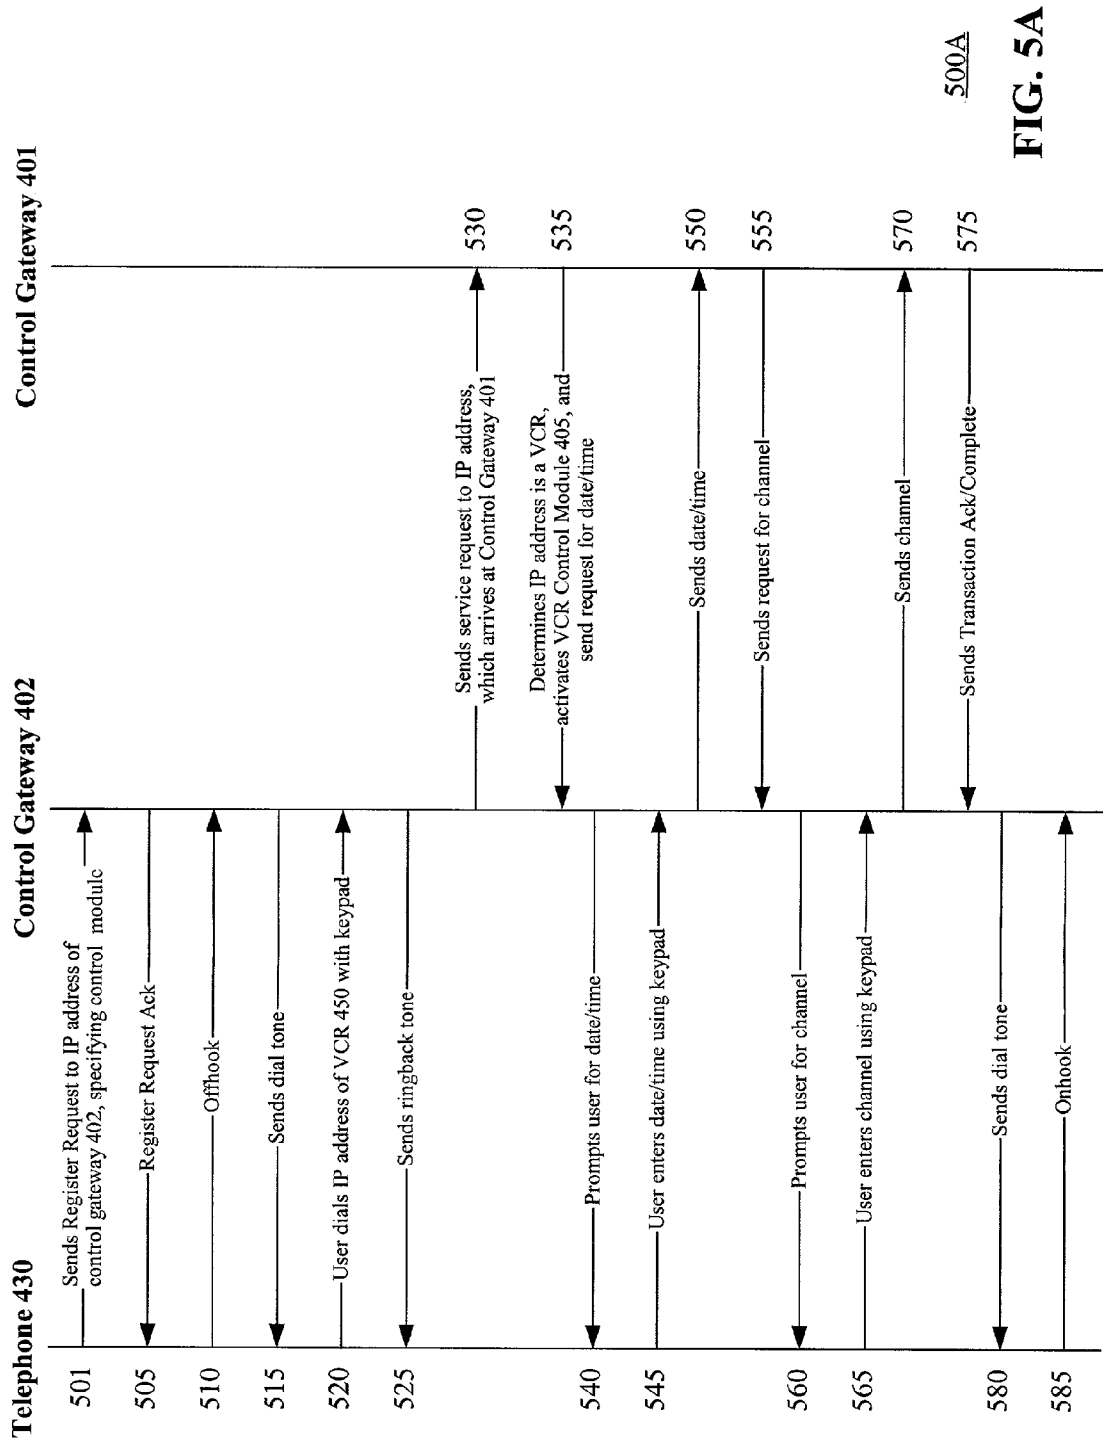 Telephone 430
Control Gateway 402
Control Gateway 401
501
Sends Register Request to IP address of
control gateway 402, specifying control module
505
Register Request Ack
510
Offhook
515
Sends dial tone
520
User dials IP address of VCR 450 with keypad
525
Sends ringback tone
Sends service request to IP address,
which arrives at Control Gateway 401
530
Determines IP address is a VCR,
activates VCR Control Module 405, and
send request for date/time
535
540
Prompts user for date/time
545
User enters date/time using keypad
Sends date/time
550
Sends request for channel
555
560
Prompts user for channel
565
User enters channel using keypad
Sends channel
570
Sends Transaction Ack/Complete
575
580
Sends dial tone
585
Onhook
500A
FIG. 5A